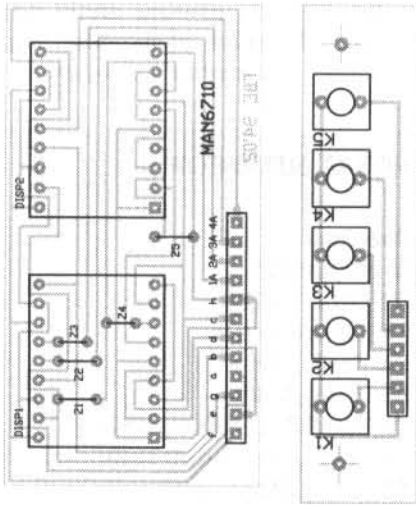 DISP2
MAN6710
Z5
DISP1
Z3
Z2
Z1
Z4
f e g a b d c h 1A 2A 3A 4A
K5
K4
K3
K2
K1